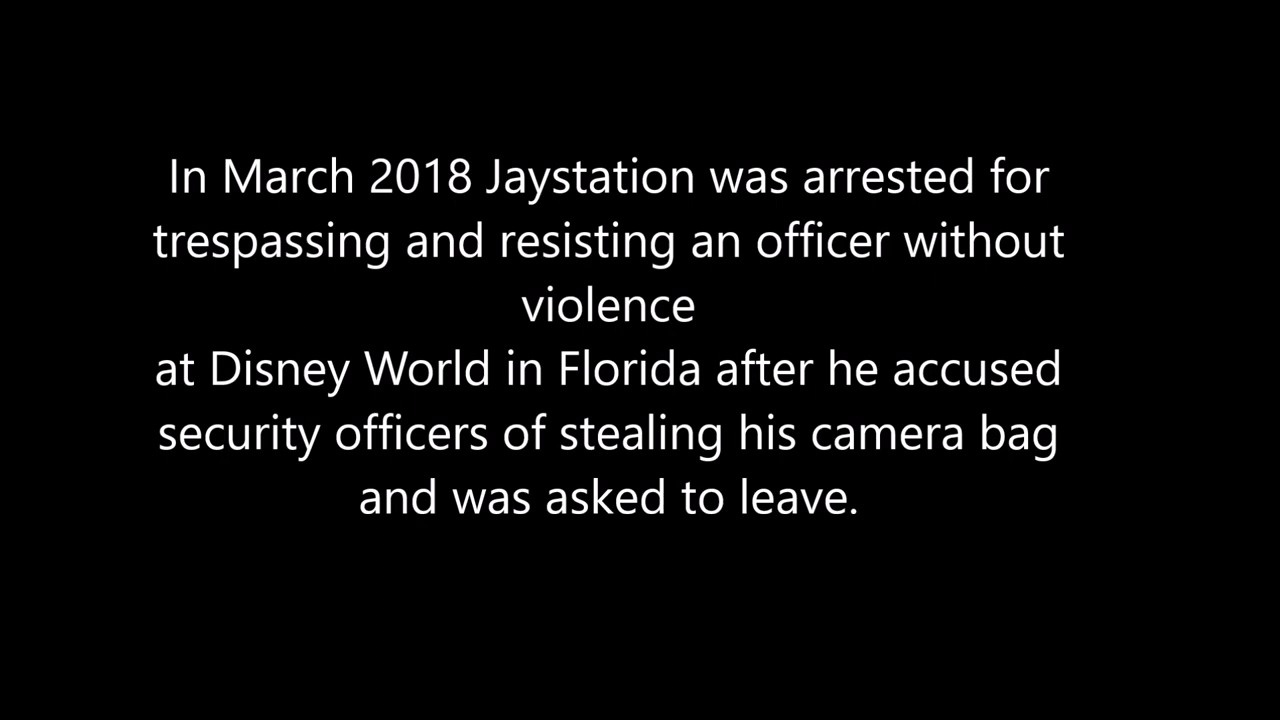 In March 2018 Jaystation was arrested for
trespassing and resisting an officer without
violence
at Disney World in Florida after he accused
security officers of stealing his camera bag
and was asked to leave.